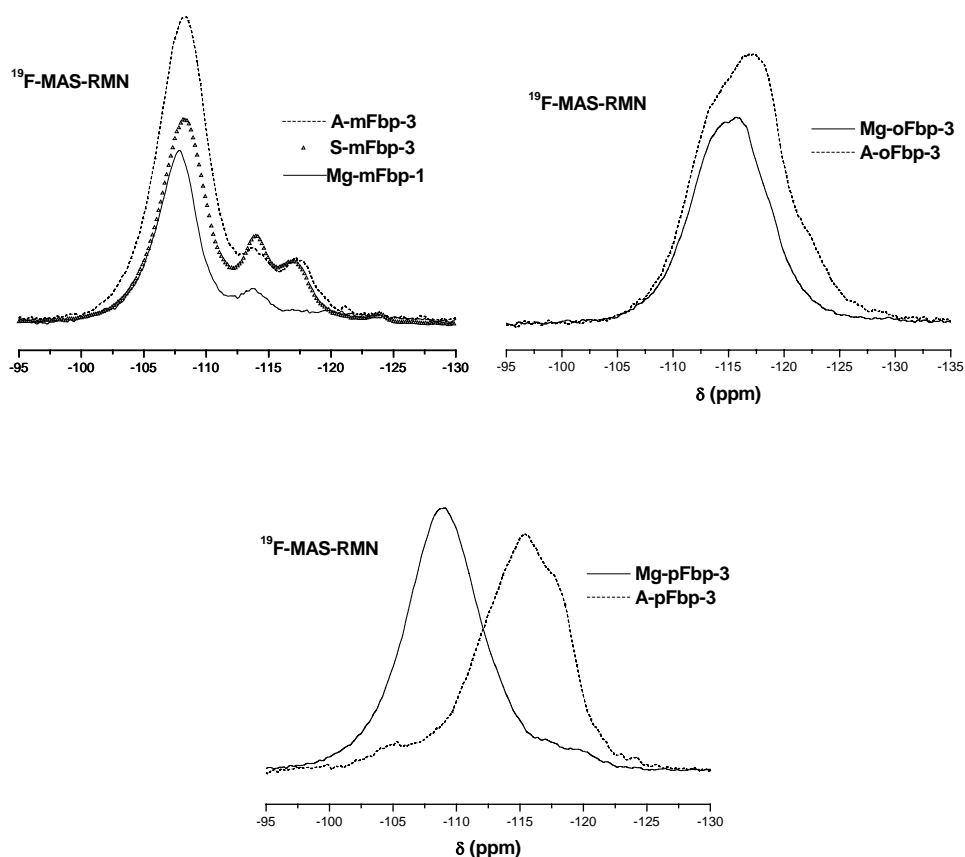 ¹⁹F-MAS-RMN
A-mFbp-3
S-mFbp-3
Mg-mFbp-1
-95 -100 -105 -110 -115 -120 -125 -130
¹⁹F-MAS-RMN
Mg-oFbp-3
A-oFbp-3
-95 -100 -105 -110 -115 -120 -125 -130 -135
δ (ppm)
¹⁹F-MAS-RMN
Mg-pFbp-3
A-pFbp-3
-95 -100 -105 -110 -115 -120 -125 -130
δ (ppm)